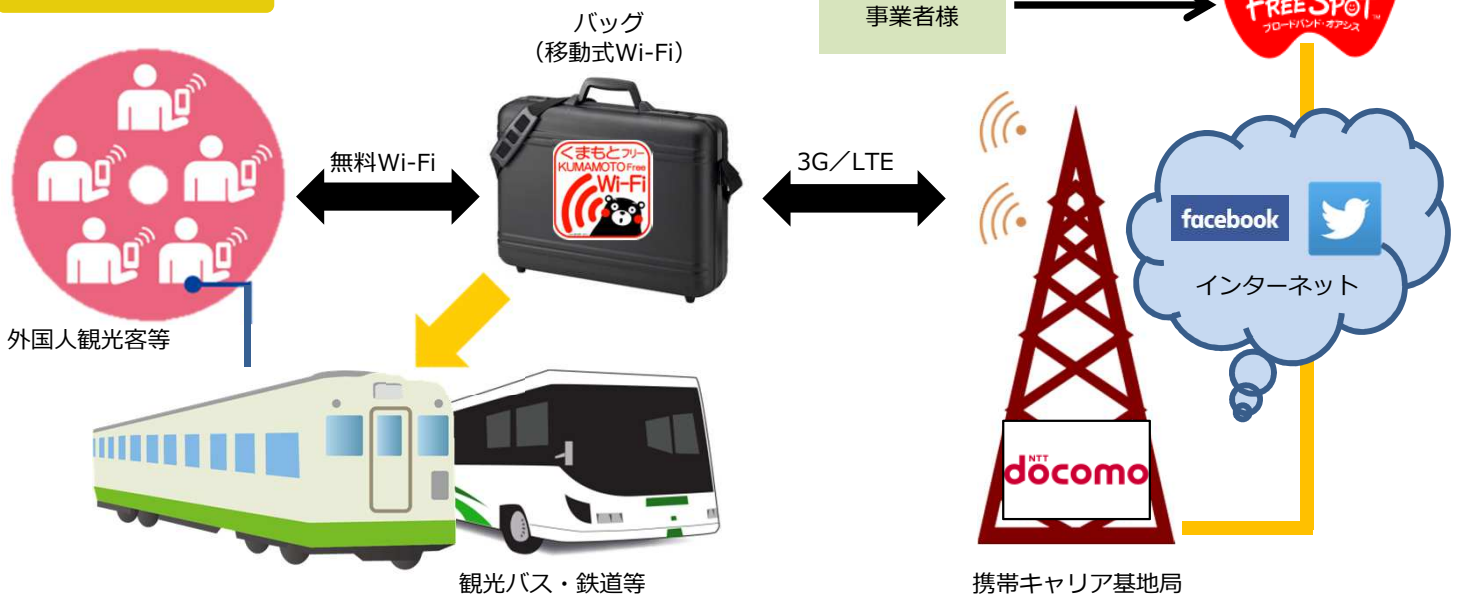 バッグ
(移動式Wi-Fi)
事業者様
FREESPOT™
ブロードバンド・オアシス
無料Wi-Fi
くまもとフリー
KUMAMOTO Free
Wi-Fi
3G/LTE
facebook
インターネット
外国人観光客等
NTT
döcomo
観光バス・鉄道等
携帯キャリア基地局